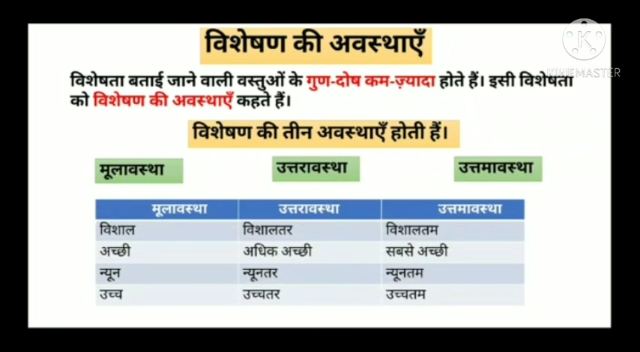 विशेषण की अवस्थाएँ
KINEMASTER
विशेषता बताई जाने वाली वस्तुओं के गुण-दोष कम-ज़्यादा होते हैं। इसी विशेषता
को विशेषण की अवस्थाएँ कहते हैं।
विशेषण की तीन अवस्थाएँ होती हैं।
मूलावस्था उत्तरावस्था उत्तमावस्था
मूलावस्था उत्तरावस्था उत्तमावस्था
विशाल विशालतर विशालतम
अच्छी अधिक अच्छी सबसे अच्छी
न्यून न्यूनतर न्यूनतम
उच्च उच्चतर उच्चतम